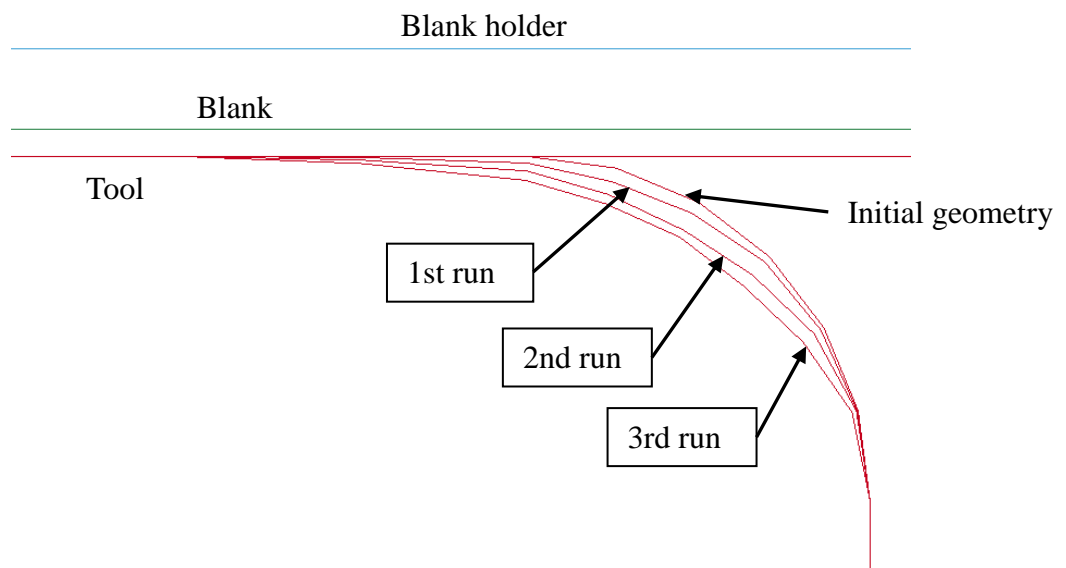 Blank holder
Blank
Tool
Initial geometry
1st run
2nd run
3rd run